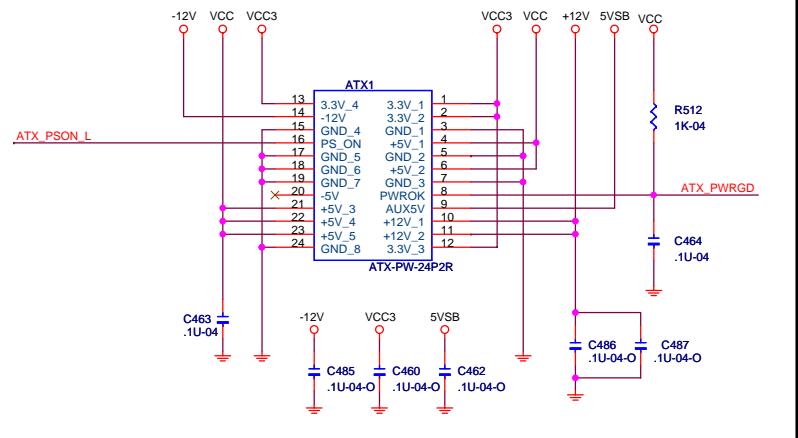 -12V VCC VCC3 VCC3 VCC +12V 5VSB VCC
ATX1
13 3.3V_4 3.3V_1 1
14 -12V 3.3V_2 2
15 GND_4 GND_1 3
ATX_PSON_L 16 PS_ON +5V_1 4
17 GND_5 GND_2 5
18 GND_6 +5V_2 6
19 GND_7 GND_3 7
20 -5V PWROK 8 ATX_PWRGD
21 +5V_3 AUX5V 9
22 +5V_4 +12V_1 10
23 +5V_5 +12V_2 11
24 GND_8 3.3V_3 12
ATX-PW-24P2R
R512
1K-04
C464
.1U-04
C463
.1U-04
-12V VCC3 5VSB
C485 C460 C462
.1U-04-O .1U-04-O .1U-04-O
C486 C487
.1U-04-O .1U-04-O